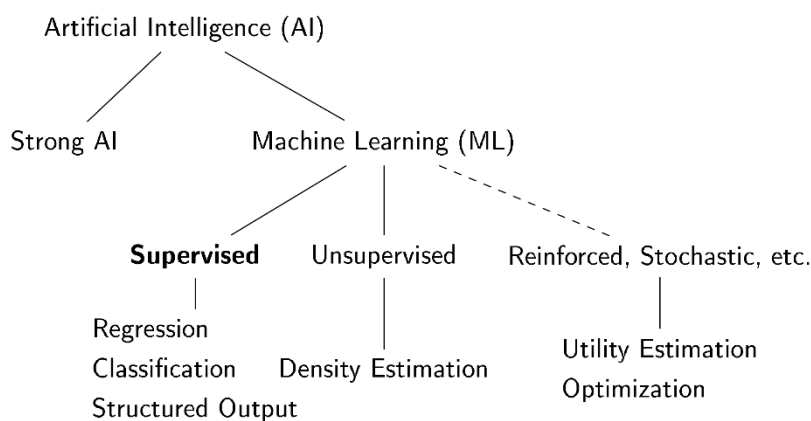 Artificial Intelligence (AI)
Strong AI
Machine Learning (ML)
Supervised
Unsupervised
Reinforced, Stochastic, etc.
Regression
Classification
Structured Output
Density Estimation
Utility Estimation
Optimization